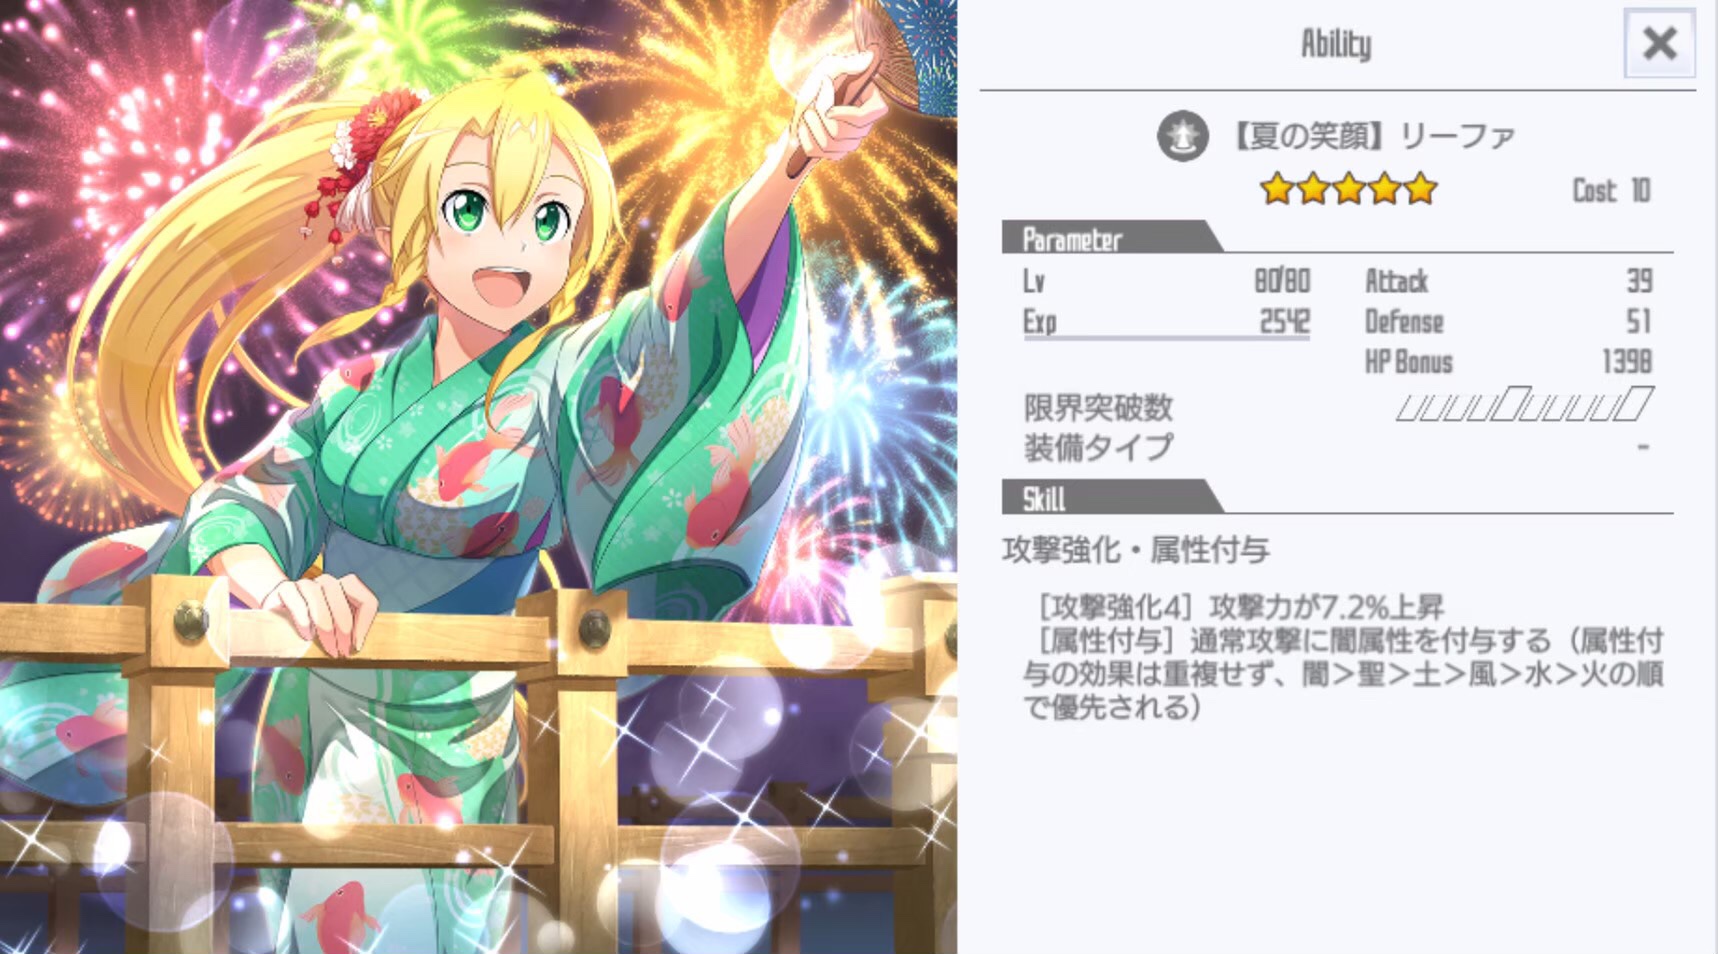 Ability
【夏の笑顔】リーファ
Cost 10
Parameter
Lv 80/80
Attack 39
Exp 2542
Defense 51
HP Bonus 1398
限界突破数
装備タイプ -
Skill
攻撃強化・属性付与
［攻撃強化4］攻撃力が7.2%上昇
［属性付与］通常攻撃に闇属性を付与する（属性付
与の効果は重複せず、闇＞聖＞土＞風＞水＞火の順
で優先される）